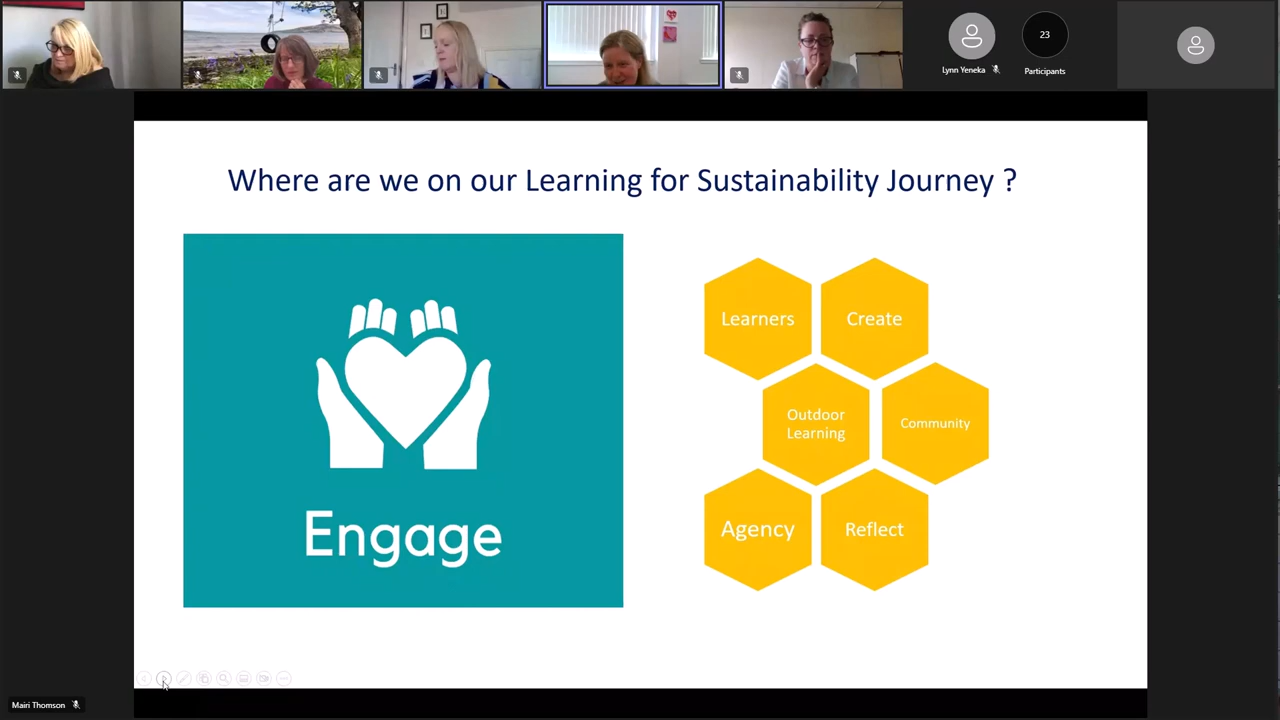 Lynn Yeneka
23
Participants
Where are we on our Learning for Sustainability Journey ?
Engage
Learners
Create
Outdoor
Learning
Community
Agency
Reflect
Mairi Thomson